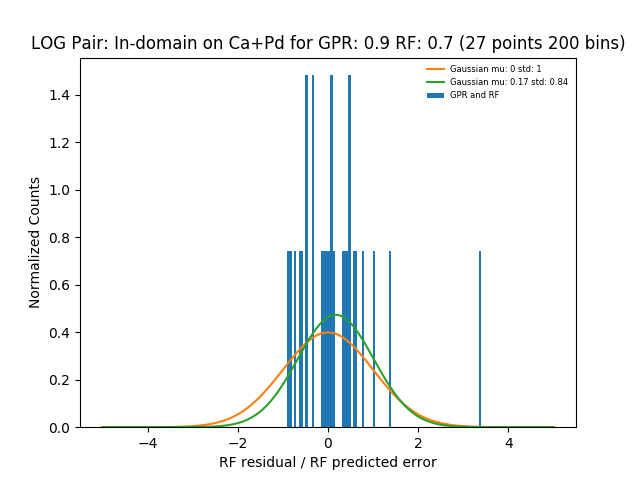 LOG Pair: In-domain on Ca+Pd for GPR: 0.9 RF: 0.7 (27 points 200 bins)
Gaussian mu: 0 std: 1
Gaussian mu: 0.17 std: 0.84
GPR and RF
Normalized Counts
1.4
1.2
1.0
0.8
0.6
0.4
0.2
0.0
−4
−2
0
2
4
RF residual / RF predicted error